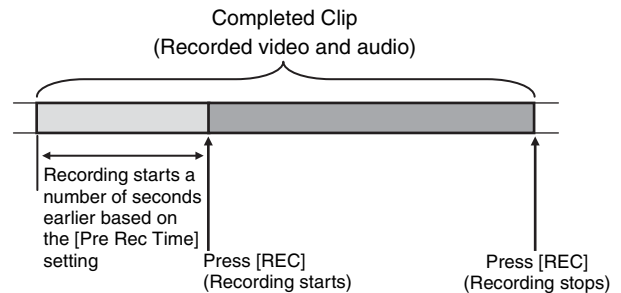 Completed Clip
(Recorded video and audio)
Recording starts a
number of seconds
earlier based on
the [Pre Rec Time]
setting
Press [REC]
(Recording starts)
Press [REC]
(Recording stops)